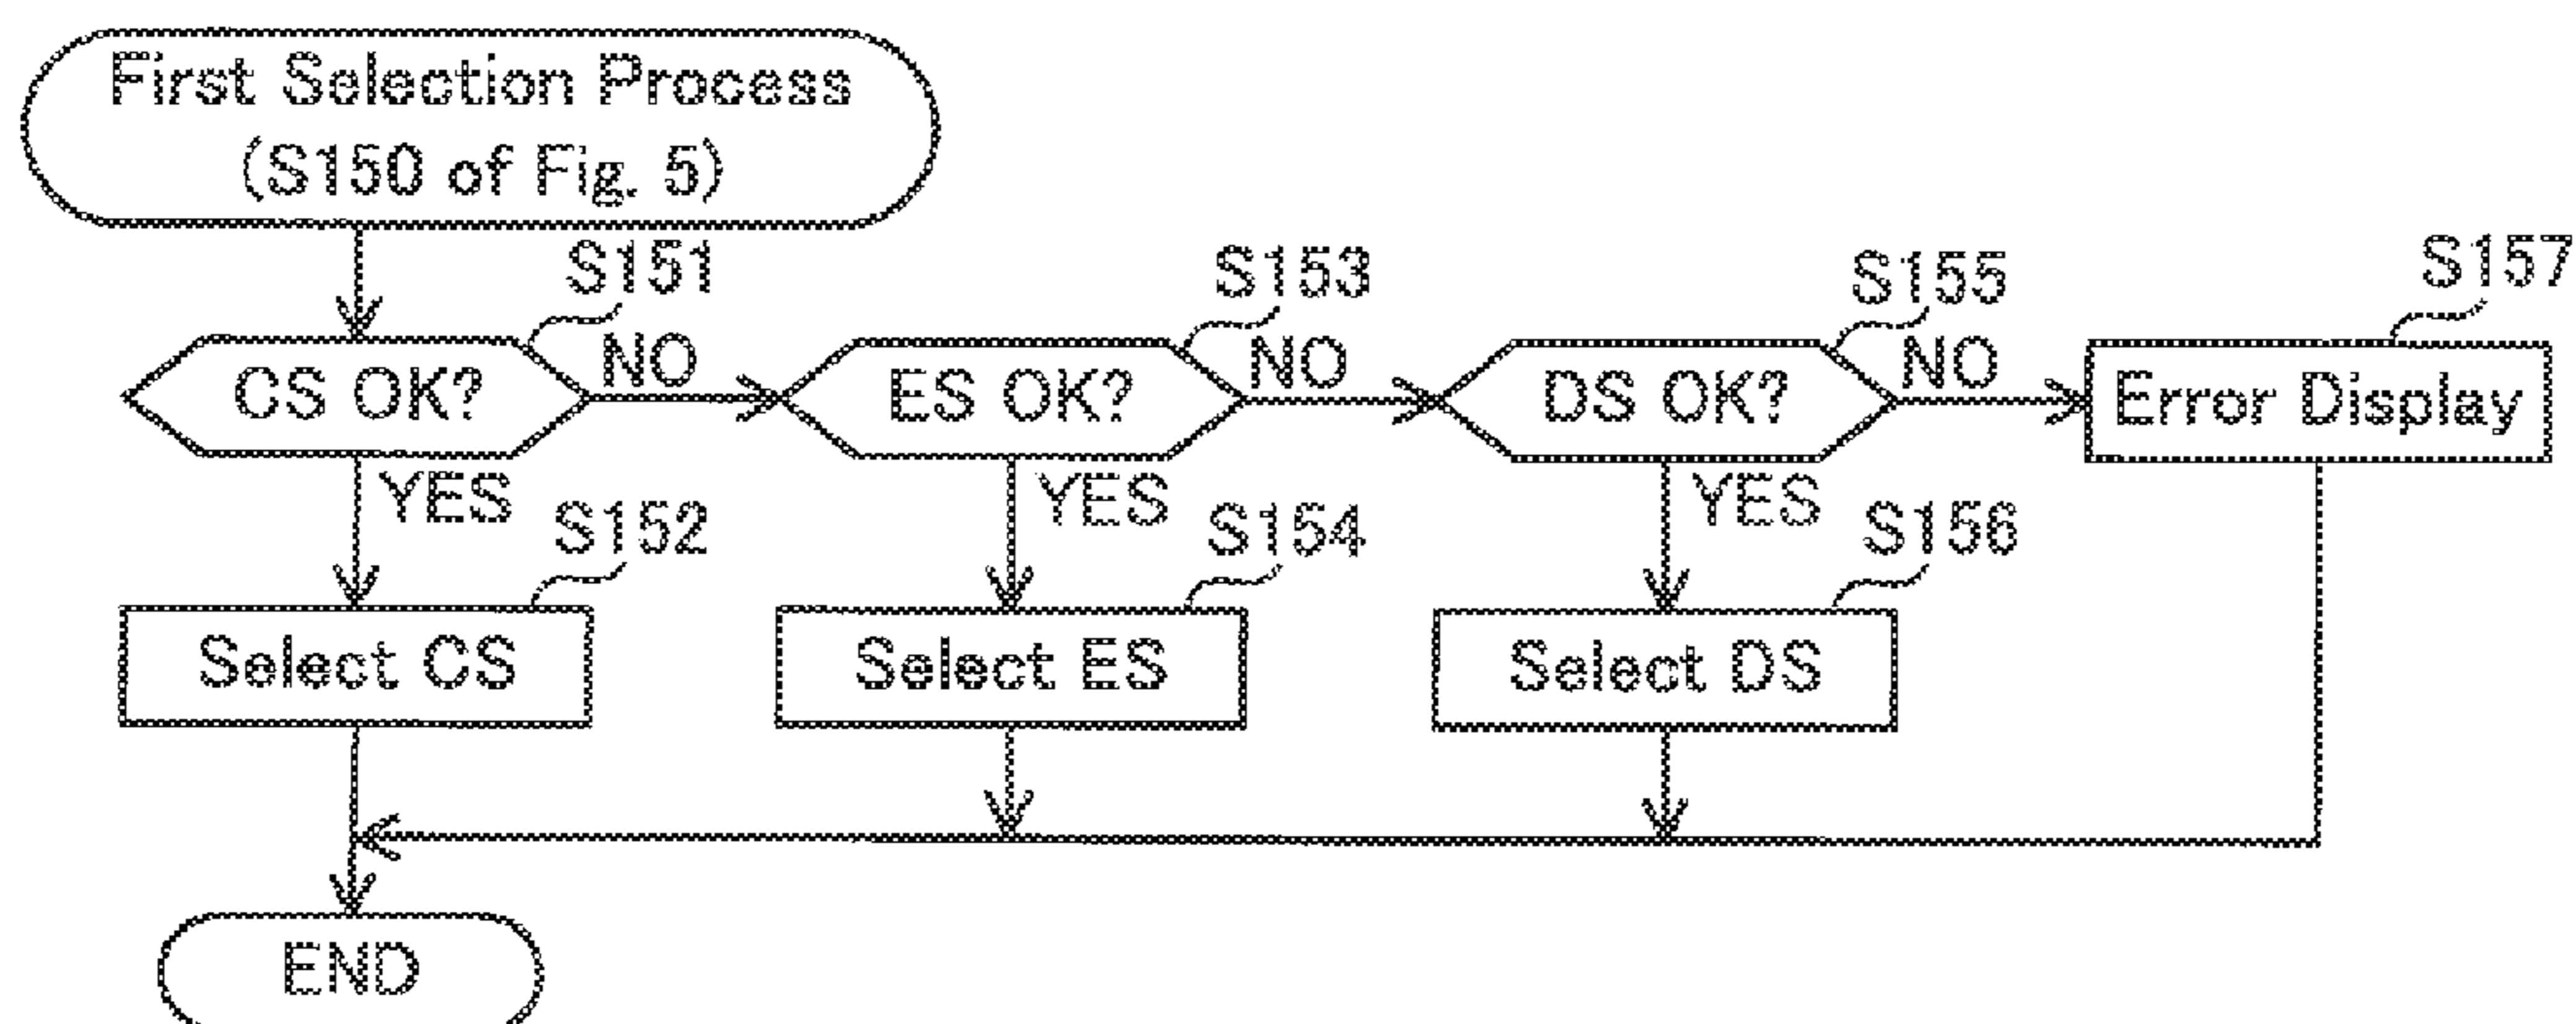 First Selection Process
(S150 of Fig. 5)
S151
S153
S155
S157
CS OK?
NO
ES OK?
NO
DS OK?
NO
Error Display
YES
YES
YES
S152
S154
S156
Select CS
Select ES
Select DS
END